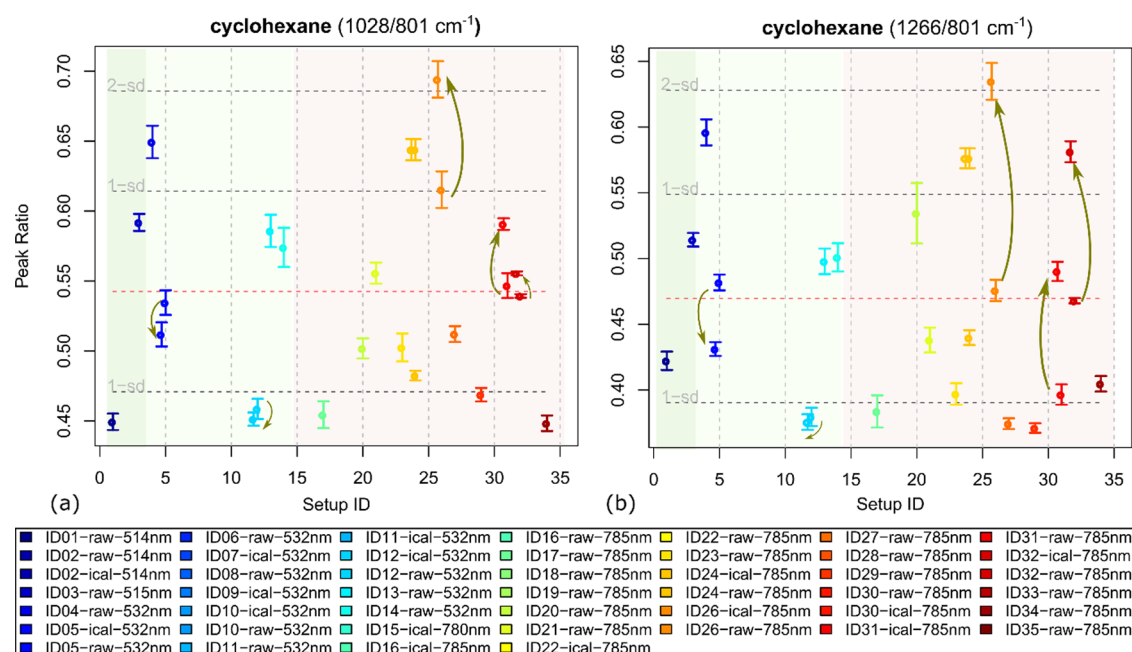 cyclohexane (1028/801 cm-1)
cyclohexane (1266/801 cm-1)
Peak Ratio
0.70
0.65
0.60
0.55
0.50
0.45
2-sd
1-sd
1-sd
0 5 10 15 20 25 30 35
(a)
Setup ID
0.65
0.60
0.55
0.50
0.45
0.40
2-sd
1-sd
1-sd
0 5 10 15 20 25 30 35
(b)
Setup ID
ID01-raw-514nm ID06-raw-532nm ID11-ical-532nm ID16-raw-785nm ID22-raw-785nm ID27-raw-785nm ID31-raw-785nm
ID02-raw-514nm ID07-ical-532nm ID12-ical-532nm ID17-raw-785nm ID23-raw-785nm ID28-raw-785nm ID32-ical-785nm
ID02-ical-514nm ID08-raw-532nm ID12-raw-532nm ID18-raw-785nm ID24-ical-785nm ID29-raw-785nm ID32-raw-785nm
ID03-raw-515nm ID09-ical-532nm ID13-raw-532nm ID19-raw-785nm ID24-raw-785nm ID30-raw-785nm ID33-raw-785nm
ID04-raw-532nm ID10-ical-532nm ID14-raw-532nm ID20-raw-785nm ID26-ical-785nm ID30-ical-785nm ID34-raw-785nm
ID05-ical-532nm ID10-raw-532nm ID15-ical-780nm ID21-raw-785nm ID26-raw-785nm ID31-ical-785nm ID35-raw-785nm
ID05-raw-532nm ID11-raw-532nm ID16-ical-785nm ID22-ical-785nm